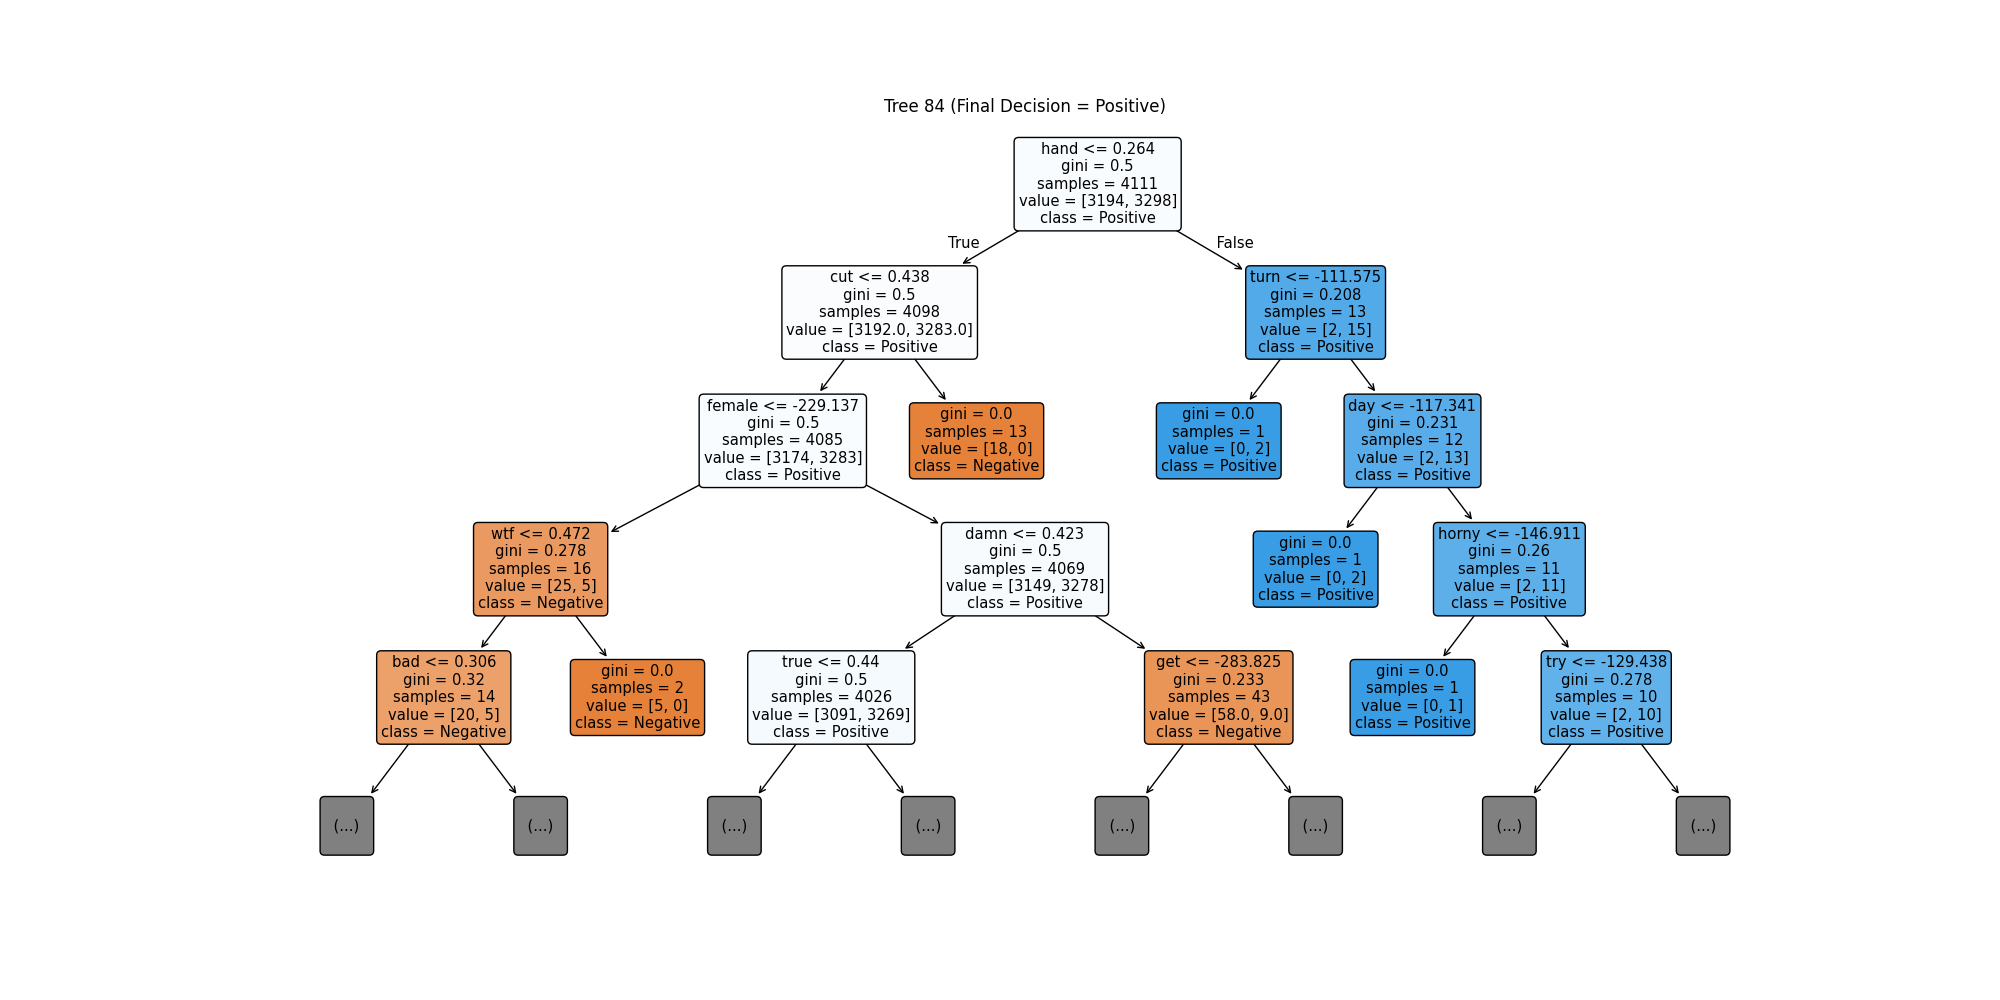 Tree 84 (Final Decision = Positive)
hand <= 0.264
gini = 0.5
samples = 4111
value = [3194, 3298]
class = Positive
True
False
cut <= 0.438
gini = 0.5
samples = 4098
value = [3192.0, 3283.0]
class = Positive
turn <= -111.575
gini = 0.208
samples = 13
value = [2, 15]
class = Positive
female <= -229.137
gini = 0.5
samples = 4085
value = [3174, 3283]
class = Positive
gini = 0.0
samples = 13
value = [18, 0]
class = Negative
gini = 0.0
samples = 1
value = [0, 2]
class = Positive
day <= -117.341
gini = 0.231
samples = 12
value = [2, 13]
class = Positive
wtf <= 0.472
gini = 0.278
samples = 16
value = [25, 5]
class = Negative
damn <= 0.423
gini = 0.5
samples = 4069
value = [3149, 3278]
class = Positive
gini = 0.0
samples = 1
value = [0, 2]
class = Positive
horny <= -146.911
gini = 0.26
samples = 11
value = [2, 11]
class = Positive
bad <= 0.306
gini = 0.32
samples = 14
value = [20, 5]
class = Negative
gini = 0.0
samples = 2
value = [5, 0]
class = Negative
true <= 0.44
gini = 0.5
samples = 4026
value = [3091, 3269]
class = Positive
get <= -283.825
gini = 0.233
samples = 43
value = [58.0, 9.0]
class = Negative
gini = 0.0
samples = 1
value = [0, 1]
class = Positive
try <= -129.438
gini = 0.278
samples = 10
value = [2, 10]
class = Positive
(...)
(...)
(...)
(...)
(...)
(...)
(...)
(...)